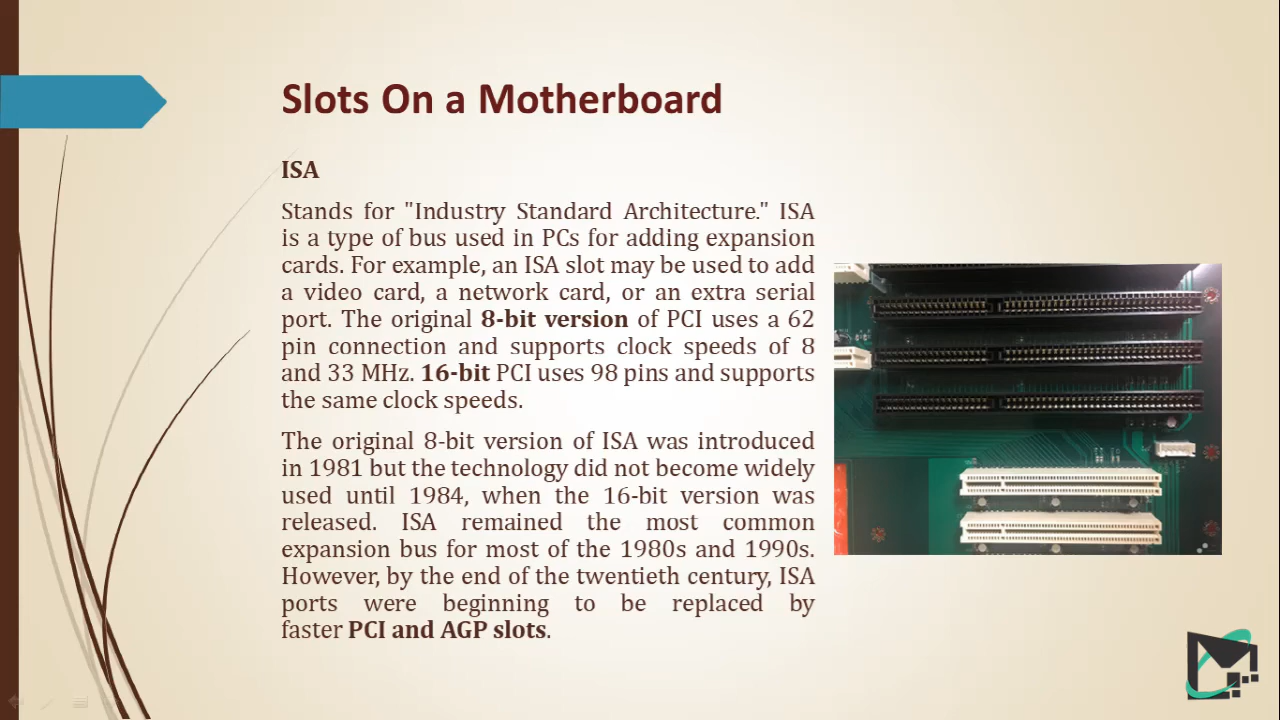 Slots On a Motherboard
ISA
Stands for "Industry Standard Architecture." ISA
is a type of bus used in PCs for adding expansion
cards. For example, an ISA slot may be used to add
a video card, a network card, or an extra serial
port. The original 8-bit version of PCI uses a 62
pin connection and supports clock speeds of 8
and 33 MHz. 16-bit PCI uses 98 pins and supports
the same clock speeds.
The original 8-bit version of ISA was introduced
in 1981 but the technology did not become widely
used until 1984, when the 16-bit version was
released. ISA remained the most common
expansion bus for most of the 1980s and 1990s.
However, by the end of the twentieth century, ISA
ports were beginning to be replaced by
faster PCI and AGP slots.